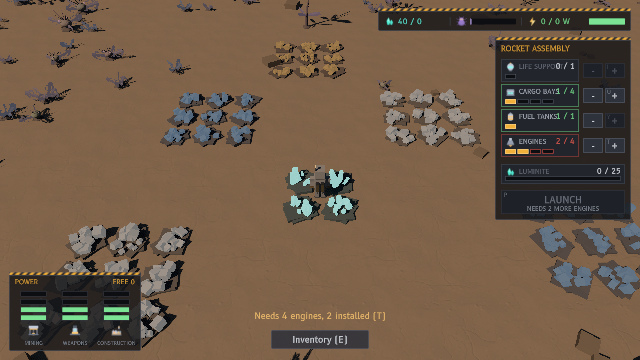 40 / 0
0 / 0 W
ROCKET ASSEMBLY
LIFE SUPPO 0 / 1
CARGO BAYS 1 / 4
FUEL TANKS 1 / 1
ENGINES 2 / 4
LUMINITE 0 / 25
P
LAUNCH
NEEDS 2 MORE ENGINES
POWER FREE 0
MINING WEAPONS CONSTRUCTION
Needs 4 engines, 2 installed (T)
Inventory (E)